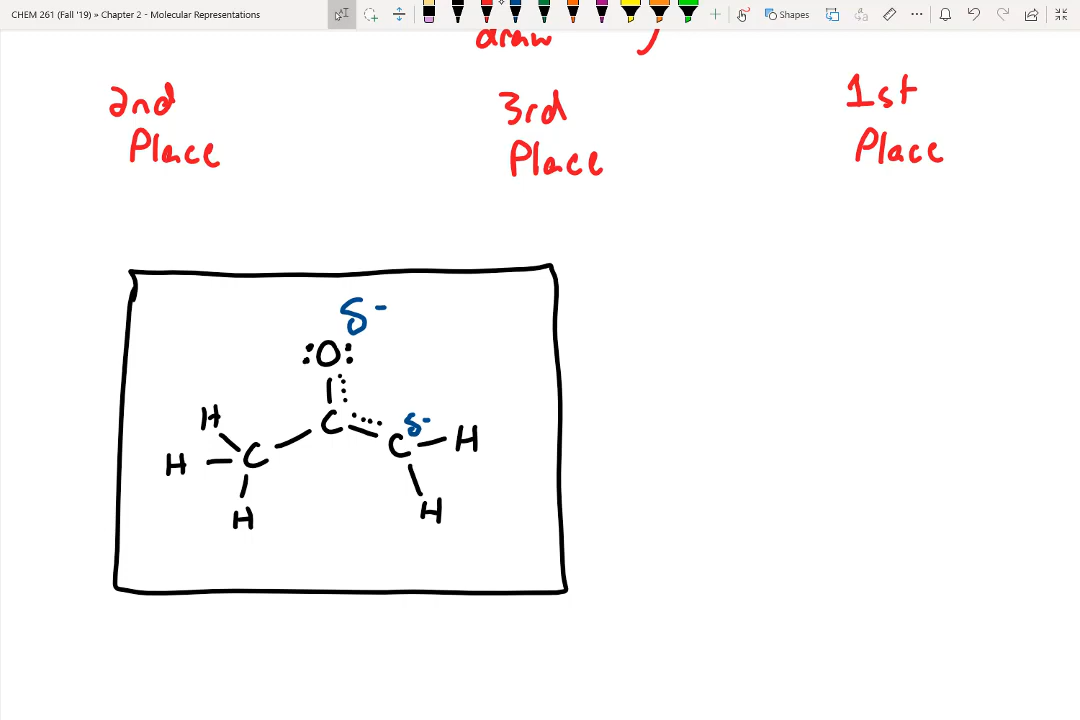 CHEM 261 (Fall '19) » Chapter 2 - Molecular Representations
Shapes
draw
2nd
Place
3rd
Place
1st
Place
δ-
:O:
H
C
C
δ-
H
C
H
H
H